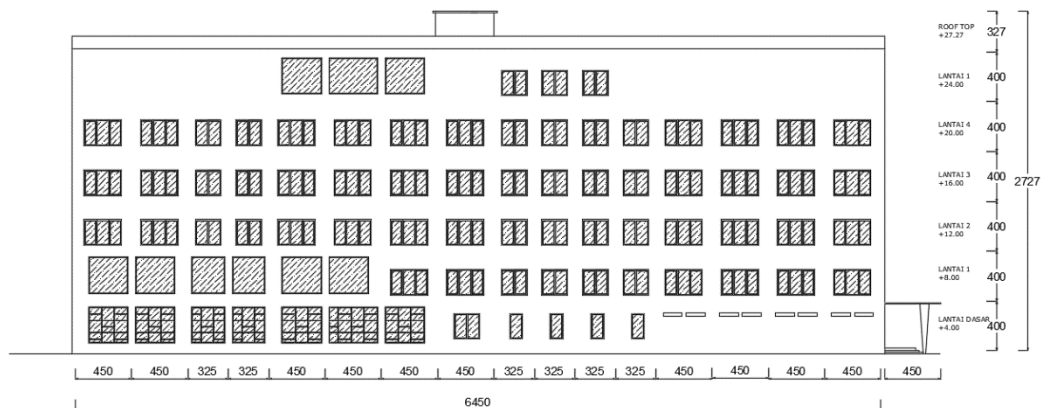 ROOF TOP
+27.27
327
LANTAI 1
+24.00
400
LANTAI 4
+20.00
400
LANTAI 3
+16.00
400
2727
LANTAI 2
+12.00
400
LANTAI 1
+8.00
400
LANTAI DASAR
+4.00
400
450 450 325 325 450 450 450 450 325 325 325 325 450 450 450 450 450
6450